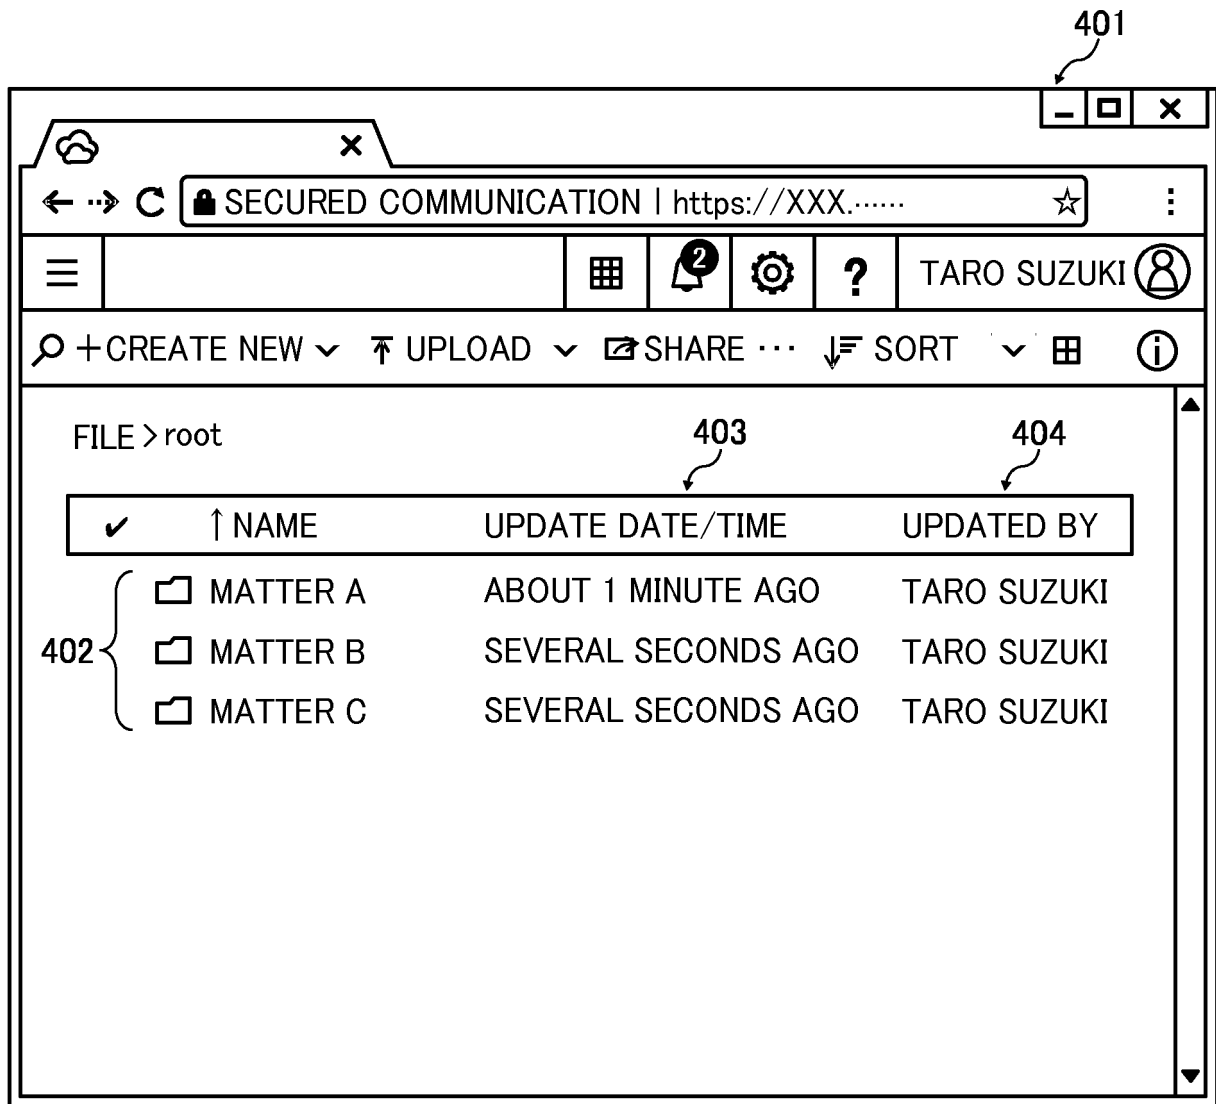 401
SECURED COMMUNICATION | https://XXX.⋯⋯
2 ? TARO SUZUKI
+CREATE NEW UPLOAD SHARE ⋯ SORT
FILE > root 403 404
✔ ↑ NAME UPDATE DATE/TIME UPDATED BY
MATTER A ABOUT 1 MINUTE AGO TARO SUZUKI
402 MATTER B SEVERAL SECONDS AGO TARO SUZUKI
MATTER C SEVERAL SECONDS AGO TARO SUZUKI